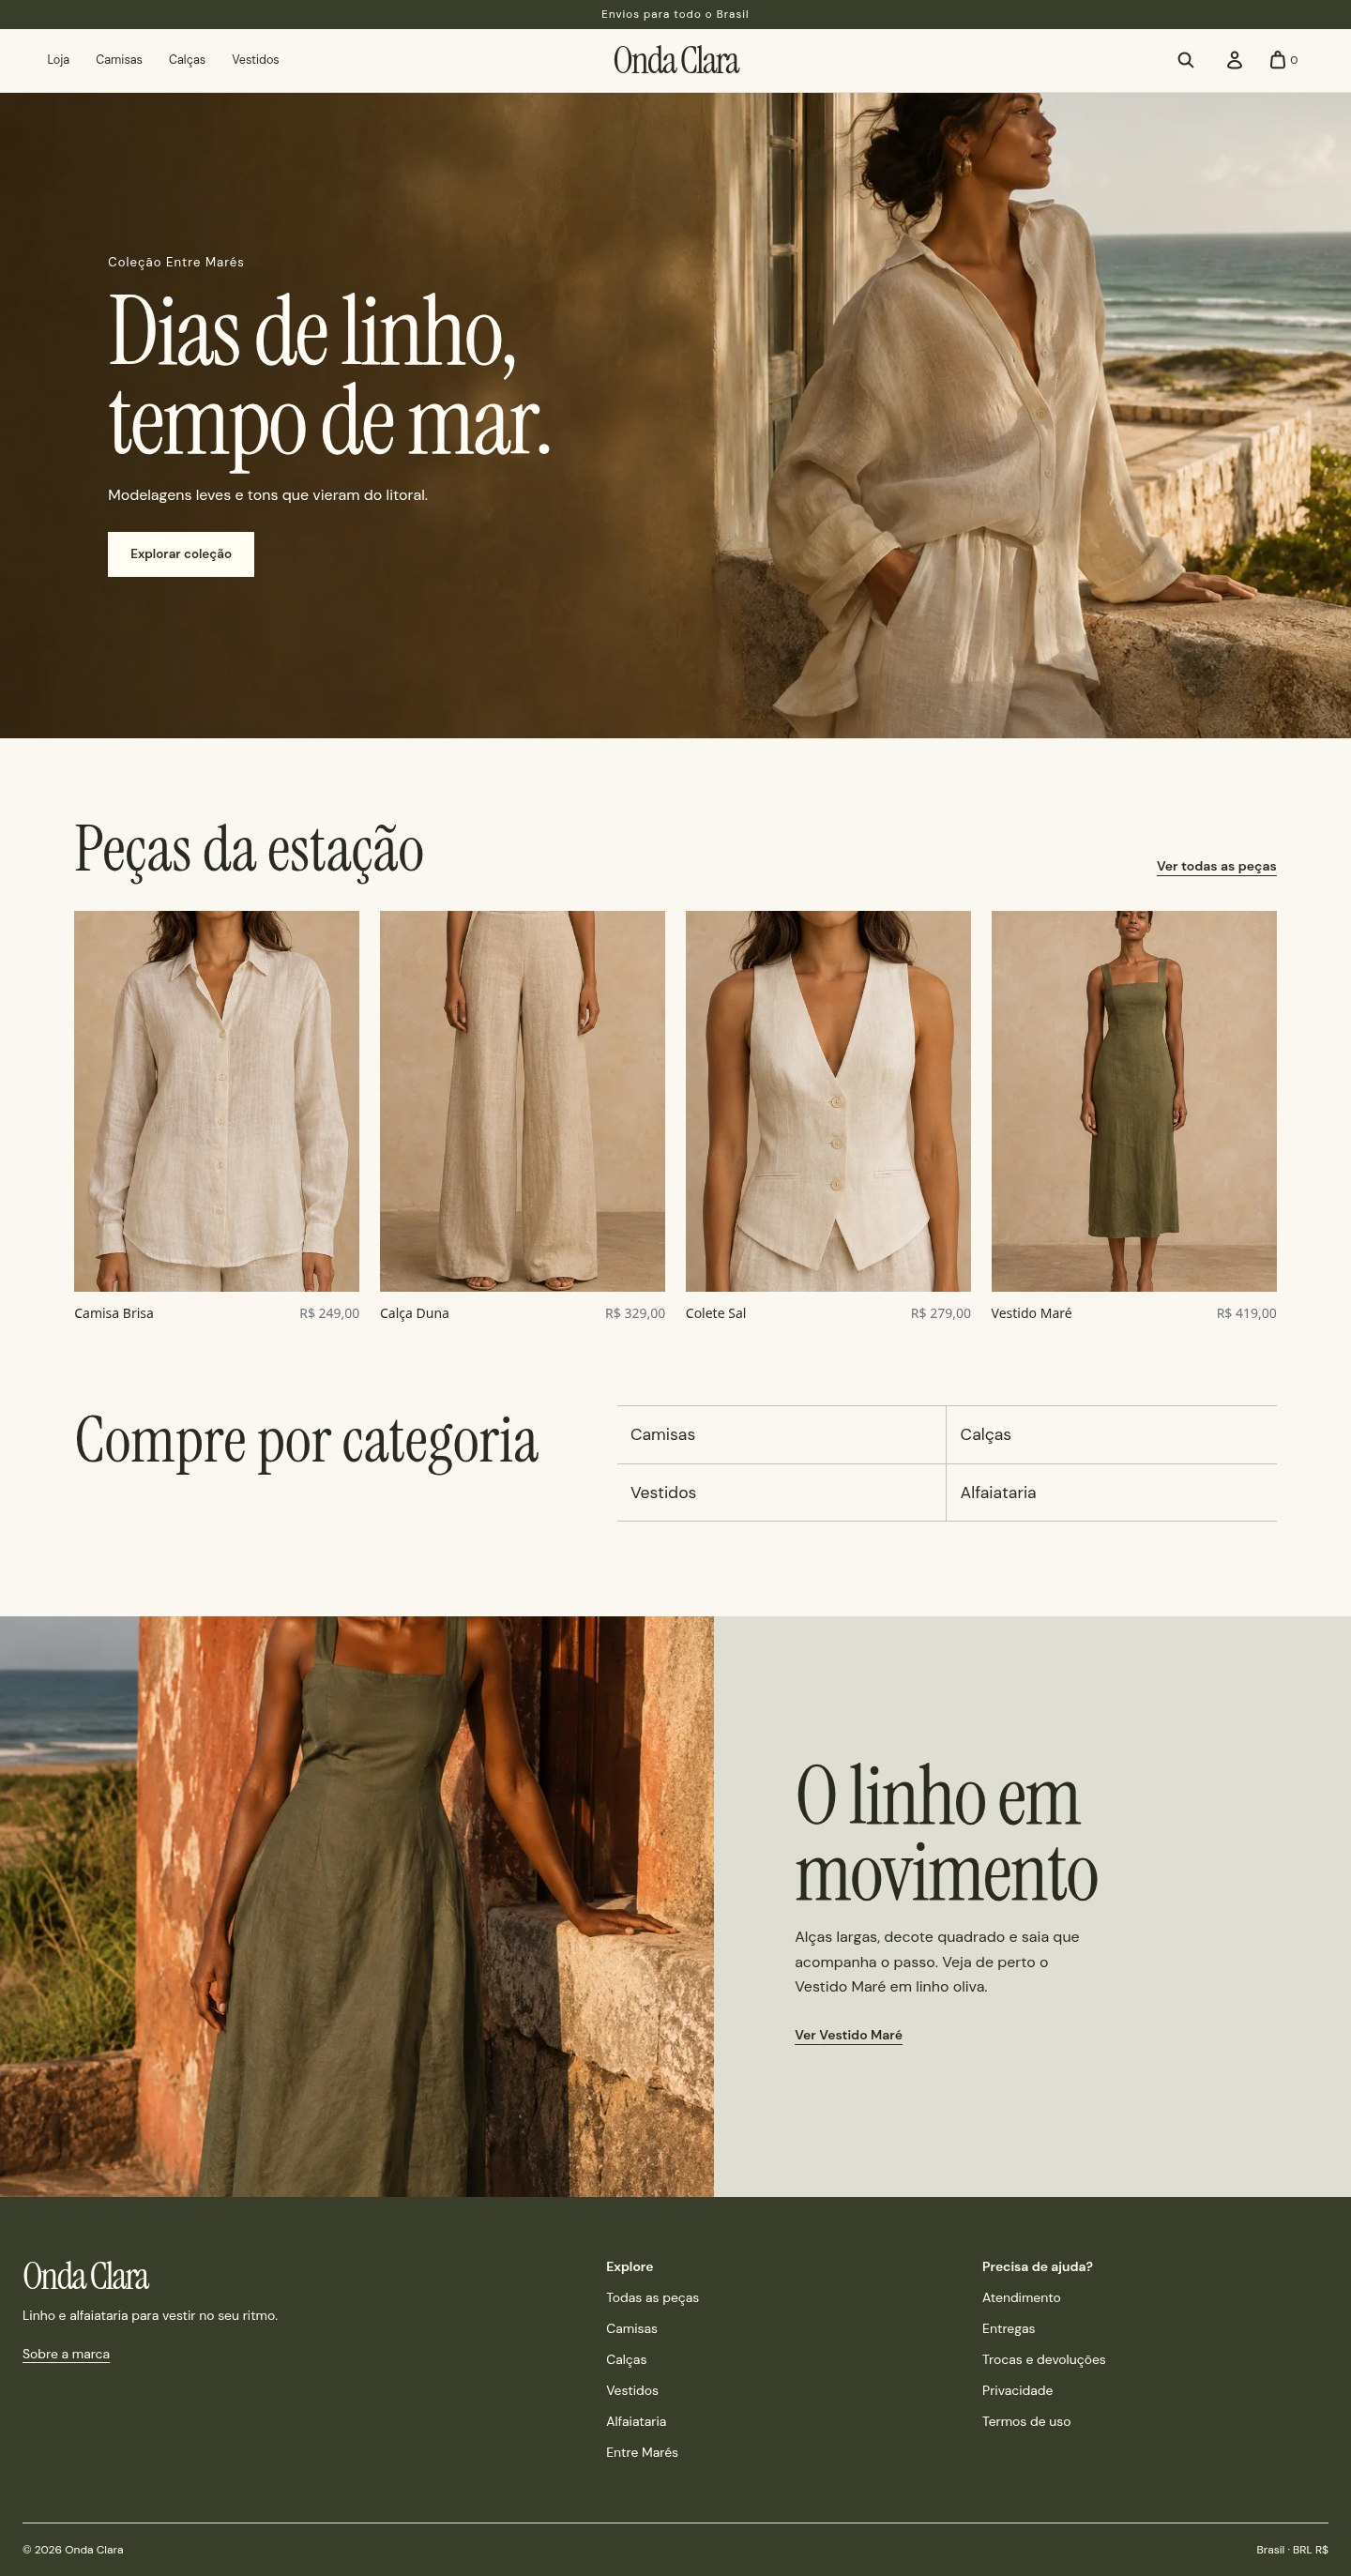 Envios para todo o Brasil
Loja
Camisas
Calças
Vestidos
Onda Clara
0
Coleção Entre Marés
Dias de linho,
tempo de mar.
Modelagens leves e tons que vieram do litoral.
Explorar coleção
Peças da estação
Ver todas as peças
Camisa Brisa
R$ 249,00
Calça Duna
R$ 329,00
Colete Sal
R$ 279,00
Vestido Maré
R$ 419,00
Compre por categoria
Camisas
Calças
Vestidos
Alfaiataria
O linho em
movimento
Alças largas, decote quadrado e saia que
acompanha o passo. Veja de perto o
Vestido Maré em linho oliva.
Ver Vestido Maré
Onda Clara
Linho e alfaiataria para vestir no seu ritmo.
Sobre a marca
Explore
Todas as peças
Camisas
Calças
Vestidos
Alfaiataria
Entre Marés
Precisa de ajuda?
Atendimento
Entregas
Trocas e devoluções
Privacidade
Termos de uso
© 2026 Onda Clara
Brasil · BRL R$